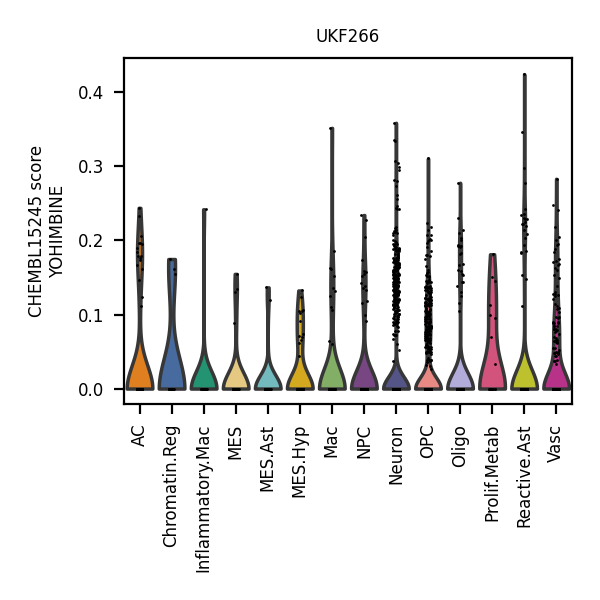 UKF266
CHEMBL15245 score
YOHIMBINE
0.4
0.3
0.2
0.1
0.0
AC
Chromatin.Reg
Inflammatory.Mac
MES
MES.Ast
MES.Hyp
Mac
NPC
Neuron
OPC
Oligo
Prolif.Metab
Reactive.Ast
Vasc